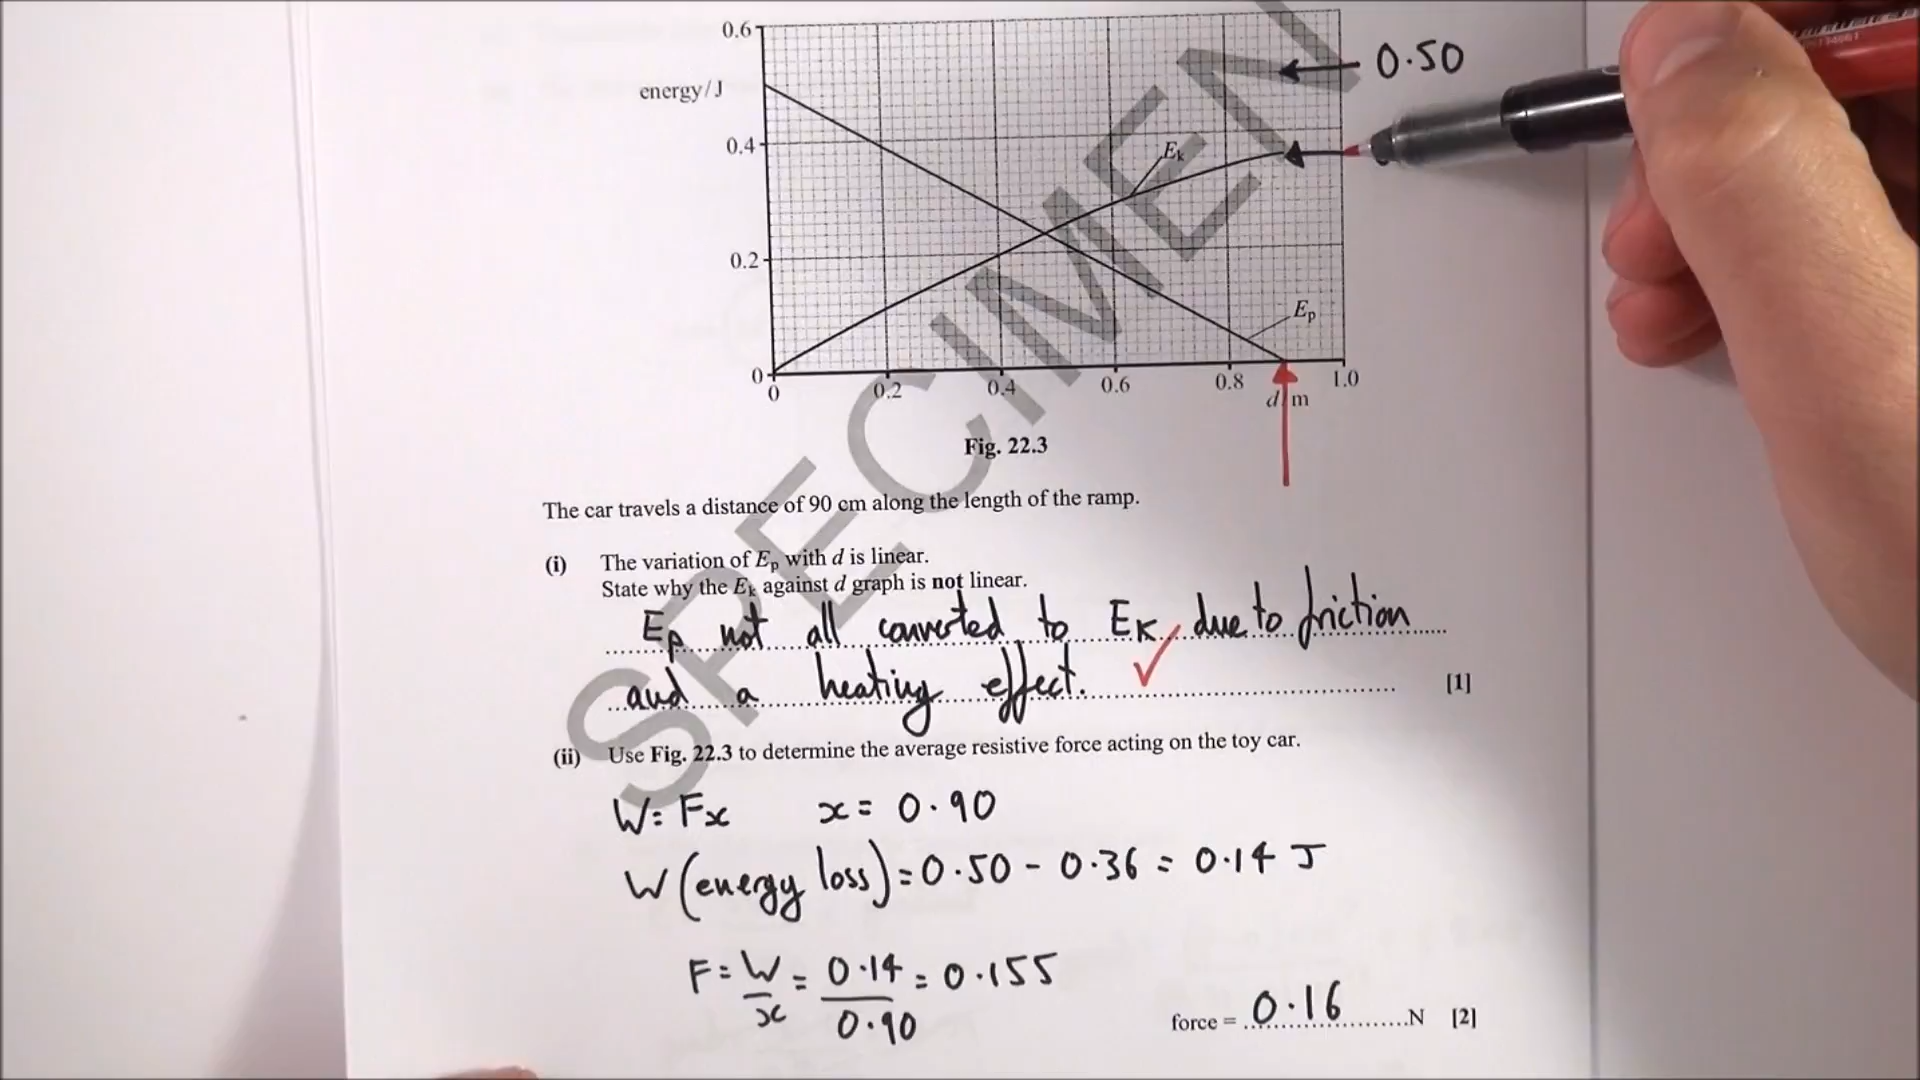 0.6
0.50
energy/J
0.4
Ek
0.2
Ep
0
0 0.2 0.4 0.6 0.8 1.0
d/m
SPECIMEN
Fig. 22.3
The car travels a distance of 90 cm along the length of the ramp.
(i) The variation of Ep with d is linear.
State why the Ek against d graph is not linear.
Ep not all converted to EK due to friction
and a heating effect. ✓ [1]
(ii) Use Fig. 22.3 to determine the average resistive force acting on the toy car.
W = Fx x = 0.90
W (energy loss) = 0.50 - 0.36 = 0.14 J
F = W/x = 0.14/0.90 = 0.155
force = 0.16 N [2]